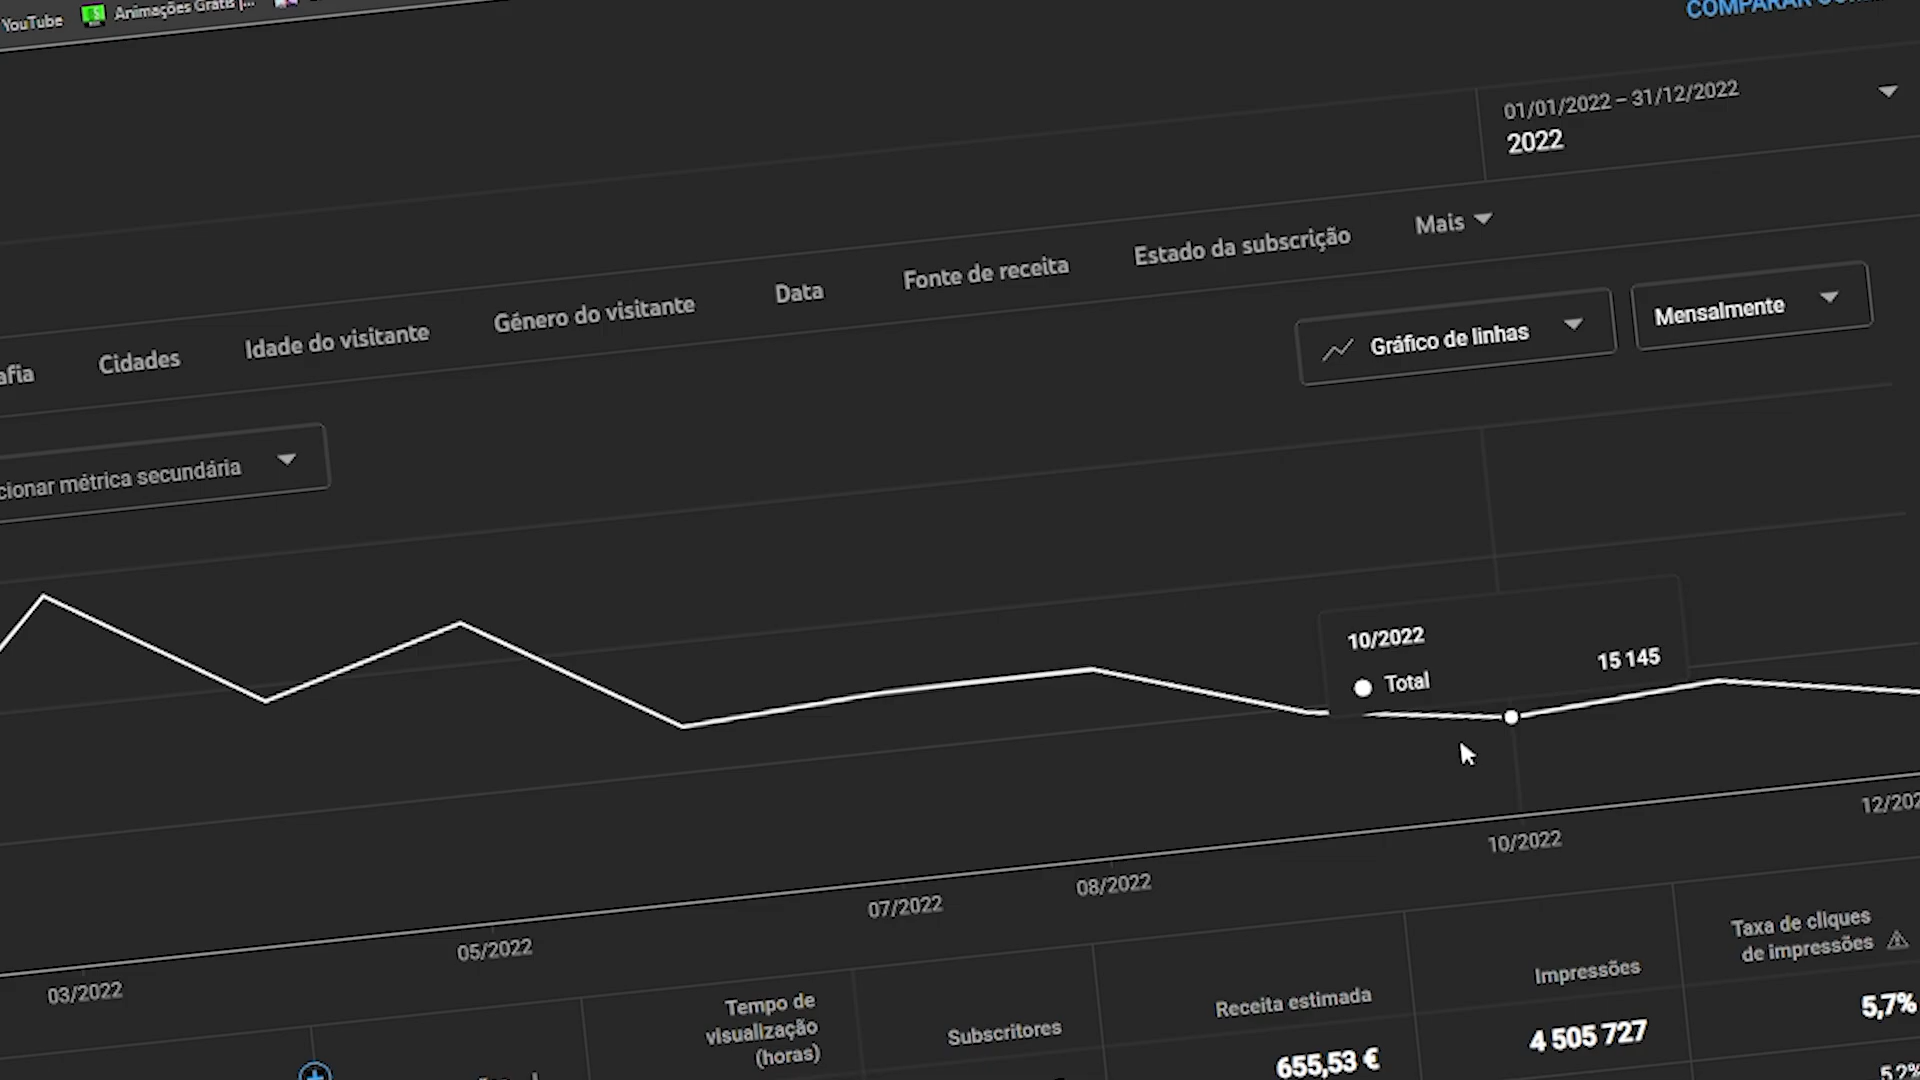 YouTube
Animações Grátis |...
COMPARAR
01/01/2022 – 31/12/2022
2022
afia
Cidades
Idade do visitante
Género do visitante
Data
Fonte de receita
Estado da subscrição
Mais
cionar métrica secundária
Gráfico de linhas
Mensalmente
10/2022
Total
15 145
03/2022
05/2022
07/2022
08/2022
10/2022
12/202
Tempo de
visualização
(horas)
Subscritores
Receita estimada
655,53 €
Impressões
4 505 727
Taxa de cliques
de impressões
5,7%
5,2%